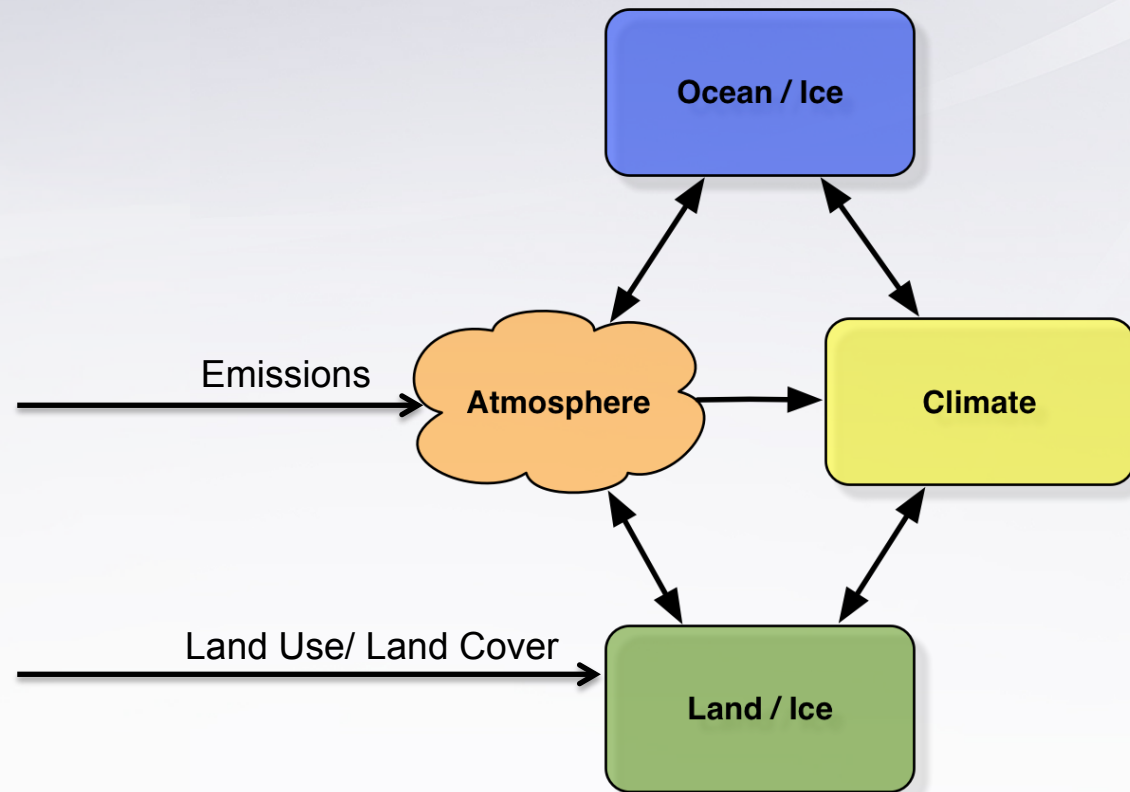 Ocean / Ice
Emissions
Atmosphere
Climate
Land Use/ Land Cover
Land / Ice